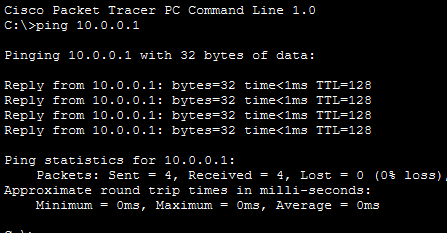 Cisco Packet Tracer PC Command Line 1.0
C:\>ping 10.0.0.1
Pinging 10.0.0.1 with 32 bytes of data:
Reply from 10.0.0.1: bytes=32 time<1ms TTL=128
Reply from 10.0.0.1: bytes=32 time<1ms TTL=128
Reply from 10.0.0.1: bytes=32 time<1ms TTL=128
Reply from 10.0.0.1: bytes=32 time<1ms TTL=128
Ping statistics for 10.0.0.1:
Packets: Sent = 4, Received = 4, Lost = 0 (0% loss),
Approximate round trip times in milli-seconds:
Minimum = 0ms, Maximum = 0ms, Average = 0ms